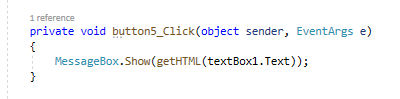 1 reference
private void button5_Click(object sender, EventArgs e)
{
MessageBox.Show(getHTML(textBox1.Text));
}